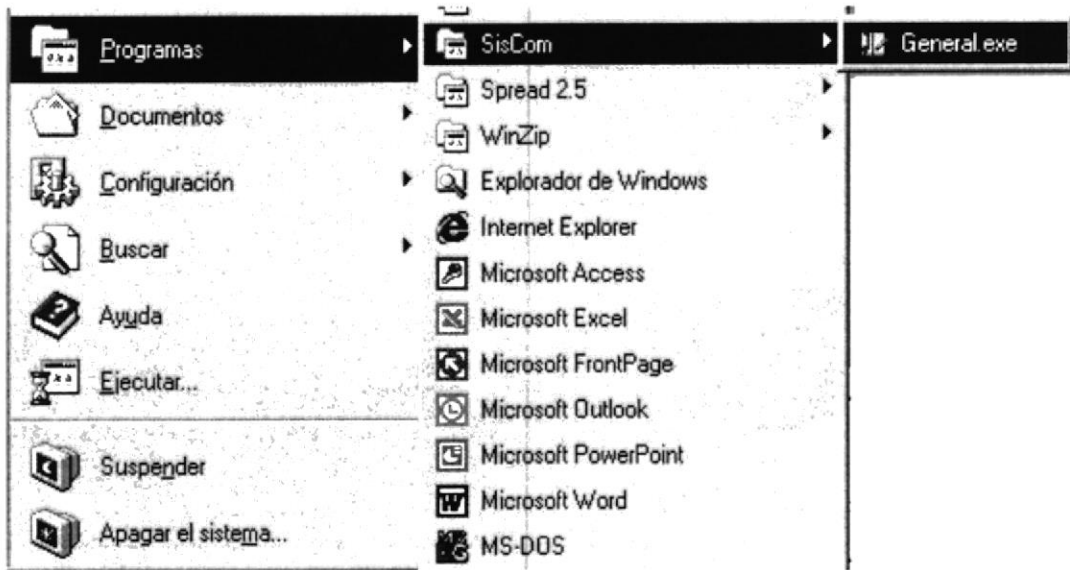 Programas
Documentos
Configuración
Buscar
Ayuda
Ejecutar...
Suspender
Apagar el sistema...
SisCom
Spread 2.5
WinZip
Explorador de Windows
Internet Explorer
Microsoft Access
Microsoft Excel
Microsoft FrontPage
Microsoft Outlook
Microsoft PowerPoint
Microsoft Word
MS-DOS
General.exe